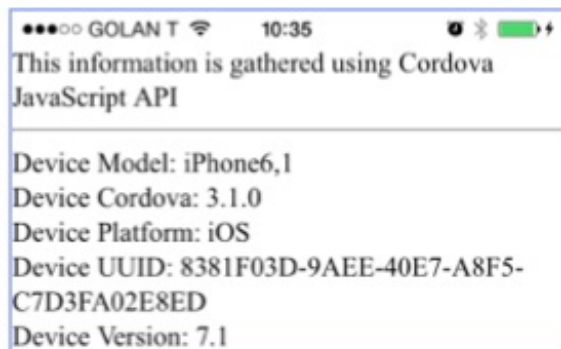 GOLAN T 10:35
This information is gathered using Cordova
JavaScript API
Device Model: iPhone6,1
Device Cordova: 3.1.0
Device Platform: iOS
Device UUID: 8381F03D-9AEE-40E7-A8F5-
C7D3FA02E8ED
Device Version: 7.1